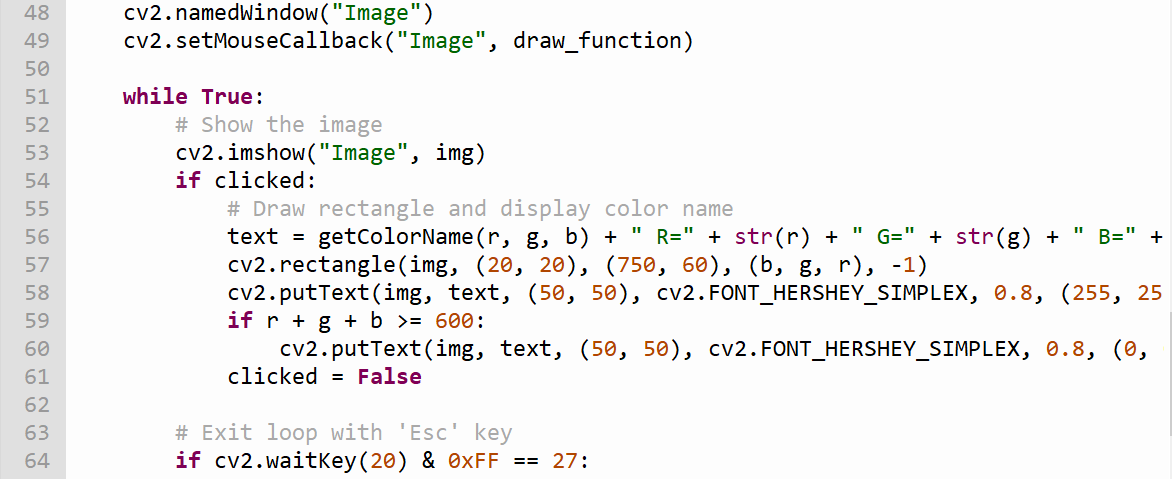 48 cv2.namedWindow("Image")
49 cv2.setMouseCallback("Image", draw_function)
50
51 while True:
52 # Show the image
53 cv2.imshow("Image", img)
54 if clicked:
55 # Draw rectangle and display color name
56 text = getColorName(r, g, b) + " R=" + str(r) + " G=" + str(g) + " B=" +
57 cv2.rectangle(img, (20, 20), (750, 60), (b, g, r), -1)
58 cv2.putText(img, text, (50, 50), cv2.FONT_HERSHEY_SIMPLEX, 0.8, (255, 25
59 if r + g + b >= 600:
60 cv2.putText(img, text, (50, 50), cv2.FONT_HERSHEY_SIMPLEX, 0.8, (0,
61 clicked = False
62
63 # Exit loop with 'Esc' key
64 if cv2.waitKey(20) & 0xFF == 27: